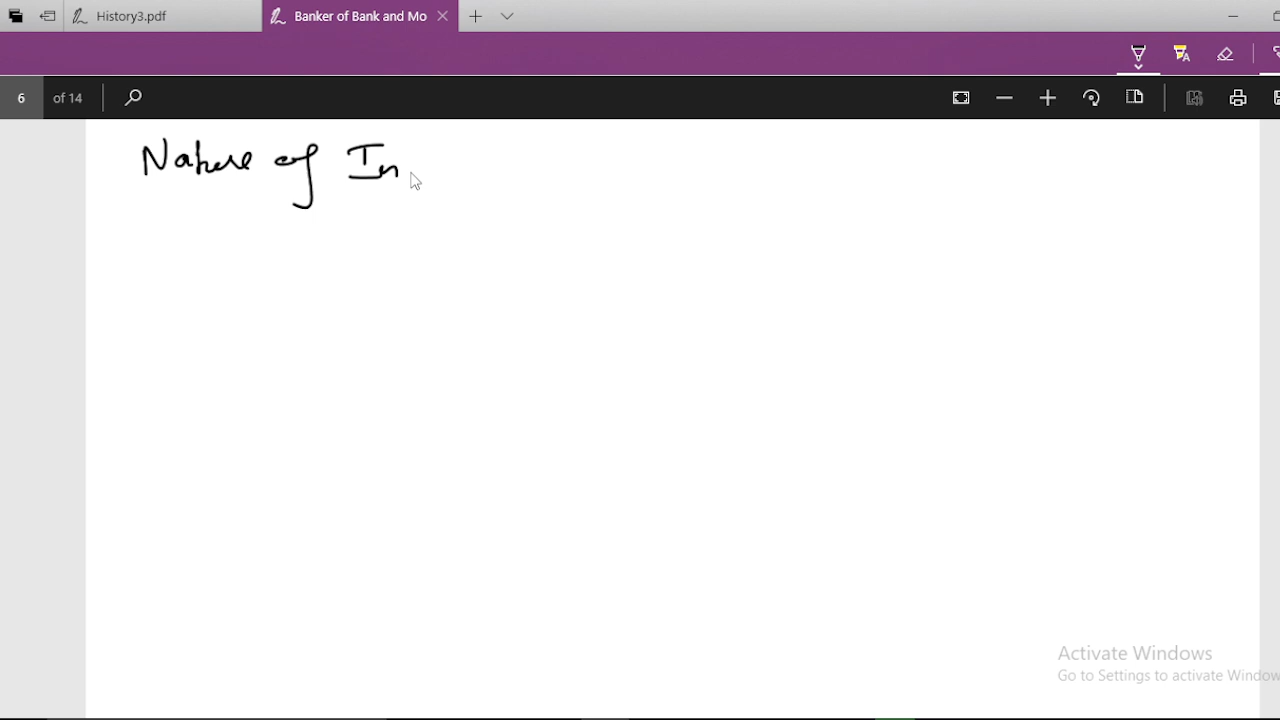 History3.pdf
Banker of Bank and Mo
6 of 14
Nature of In
Activate Windows
Go to Settings to activate Window